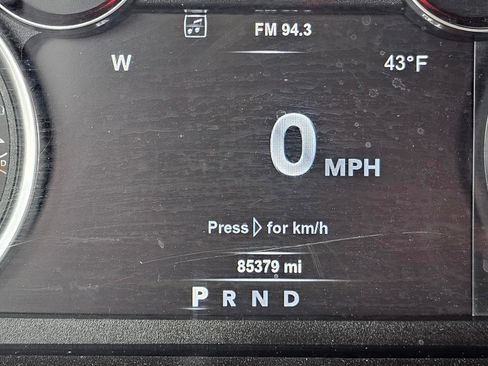 FM 94.3
W 43°F
0 MPH
Press ▷ for km/h
85379 mi
P R N D